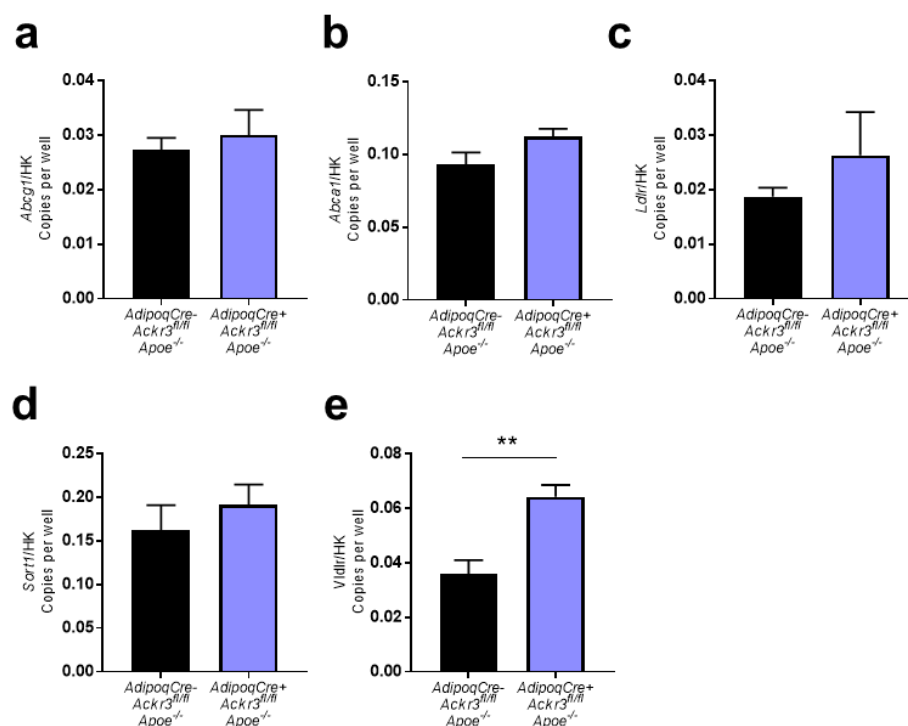 a
Abcg1/HK
Copies per well
0.04
0.03
0.02
0.01
0.00
AdipoqCre-
Ackr3fl/fl
Apoe-/-
AdipoqCre+
Ackr3fl/fl
Apoe-/-
b
Abca1/HK
Copies per well
0.15
0.10
0.05
0.00
AdipoqCre-
Ackr3fl/fl
Apoe-/-
AdipoqCre+
Ackr3fl/fl
Apoe-/-
c
Ldlr/HK
Copies per well
0.04
0.03
0.02
0.01
0.00
AdipoqCre-
Ackr3fl/fl
Apoe-/-
AdipoqCre+
Ackr3fl/fl
Apoe-/-
d
Sort1/HK
Copies per well
0.25
0.20
0.15
0.10
0.05
0.00
AdipoqCre-
Ackr3fl/fl
Apoe-/-
AdipoqCre+
Ackr3fl/fl
Apoe-/-
e
Vldlr/HK
Copies per well
0.08
0.06
0.04
0.02
0.00
**
AdipoqCre-
Ackr3fl/fl
Apoe-/-
AdipoqCre+
Ackr3fl/fl
Apoe-/-